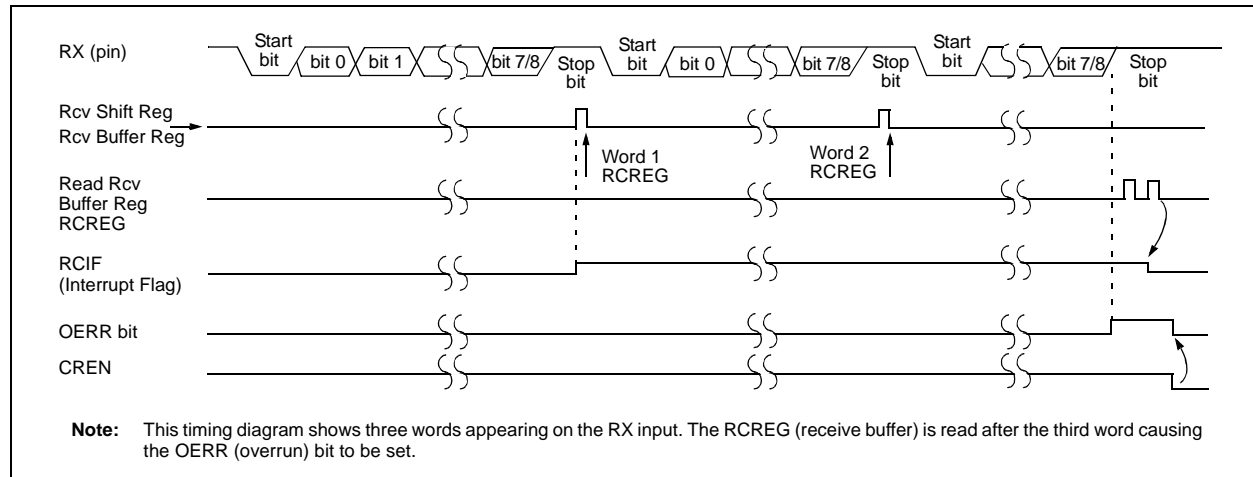 RX (pin)
Start
bit
bit 0
bit 1
bit 7/8
Stop
bit
Start
bit
bit 0
bit 7/8
Stop
bit
Start
bit
bit 7/8
Stop
bit
Rcv Shift Reg
Rcv Buffer Reg
Word 1
RCREG
Word 2
RCREG
Read Rcv
Buffer Reg
RCREG
RCIF
(Interrupt Flag)
OERR bit
CREN
Note: This timing diagram shows three words appearing on the RX input. The RCREG (receive buffer) is read after the third word causing
the OERR (overrun) bit to be set.